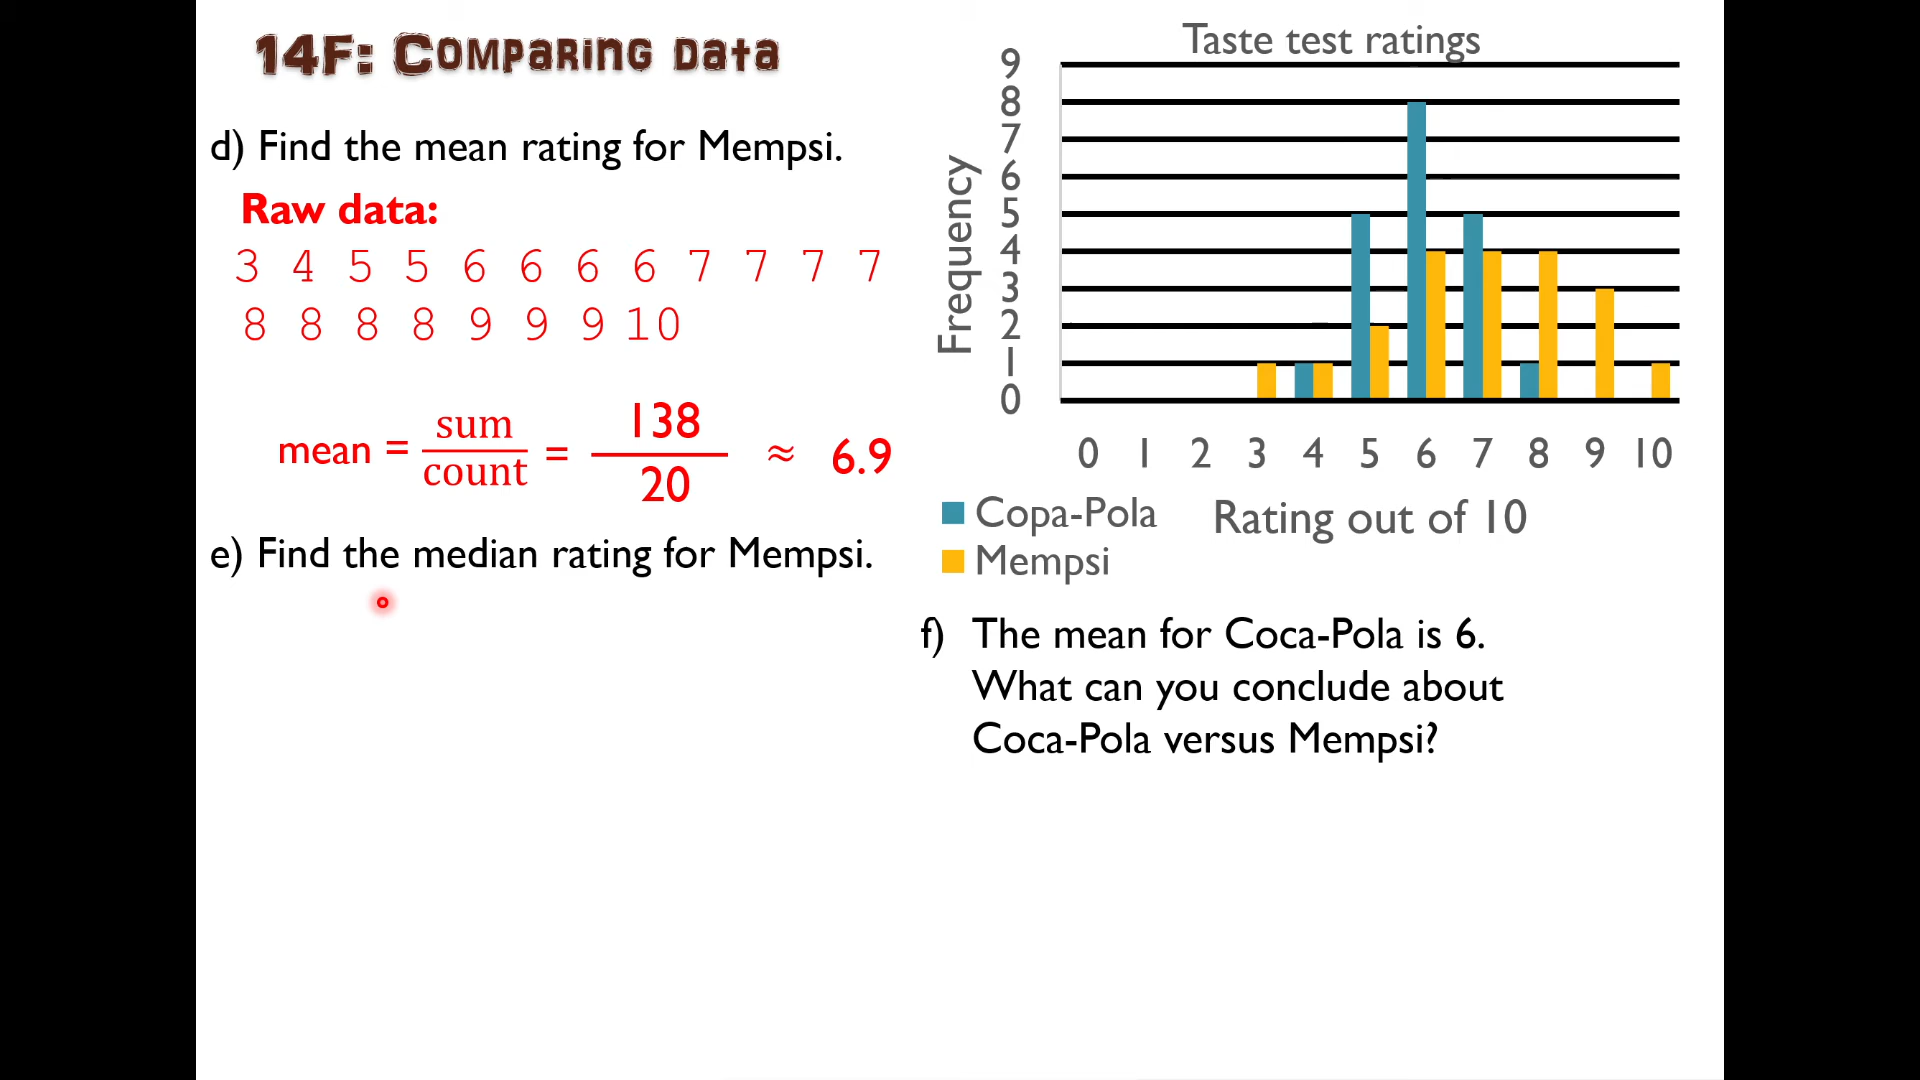 14F: Comparing data
d) Find the mean rating for Mempsi.
Raw data:
3 4 5 5 6 6 6 6 7 7 7 7
8 8 8 8 9 9 9 10
mean = sum/count = 138/20 ≈ 6.9
e) Find the median rating for Mempsi.
Taste test ratings
Frequency
9
8
7
6
5
4
3
2
1
0
0 1 2 3 4 5 6 7 8 9 10
Copa-Pola
Rating out of 10
Mempsi
f) The mean for Coca-Pola is 6.
What can you conclude about
Coca-Pola versus Mempsi?